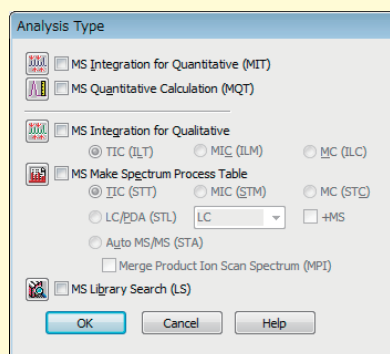 Analysis Type
MS Integration for Quantitative (MIT)
MS Quantitative Calculation (MQT)
MS Integration for Qualitative
TIC (ILT) MIC (ILM) MC (ILC)
MS Make Spectrum Process Table
TIC (STT) MIC (STM) MC (STC)
LC/PDA (STL) LC +MS
Auto MS/MS (STA)
Merge Product Ion Scan Spectrum (MPI)
MS Library Search (LS)
OK Cancel Help